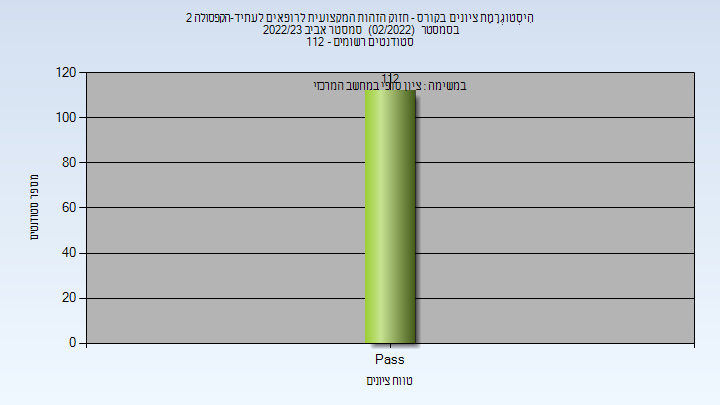 היסטוגרמת ציונים בקורס - חזוק הזהות המקצועית לרופאים לעתיד-הקפסולה 2
בסמסטר (02/2022) סמסטר אביב 2022/23
סטודנטים רשומים - 112
112
במשימה : ציון סופי במחשב המרכזי
120
100
80
60
40
20
0
מספר סטודנטים
Pass
טווח ציונים